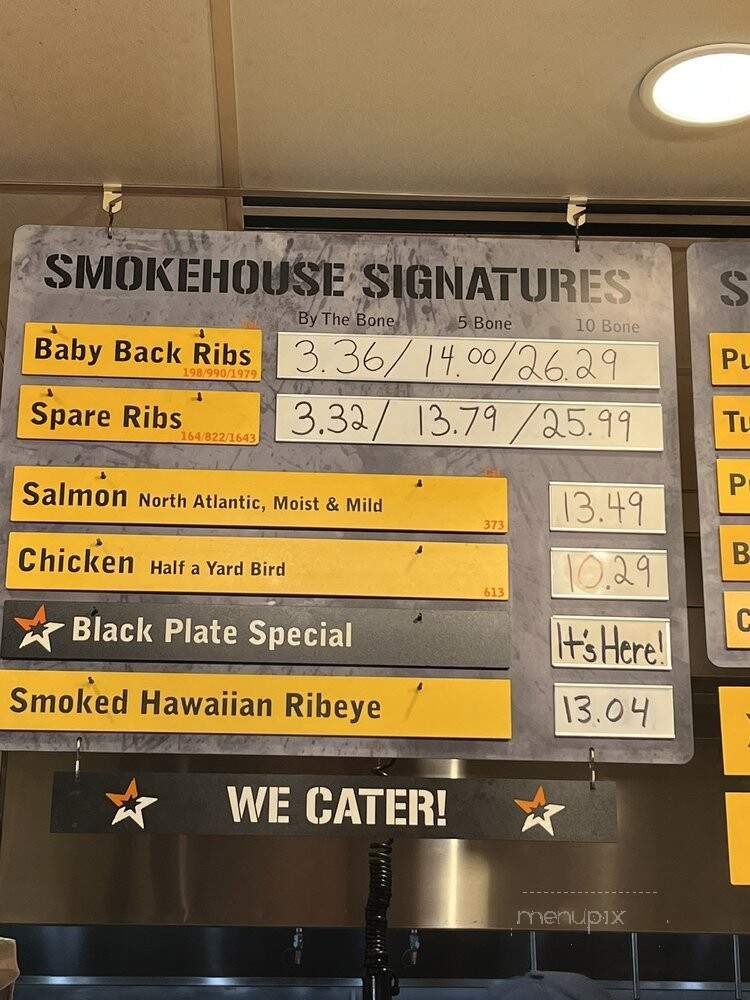 SMOKEHOUSE SIGNATURES
By The Bone 5 Bone 10 Bone
Baby Back Ribs 3.36/14.00/26.29
198/990/1979
Spare Ribs 3.32/13.79/25.99
164/822/1643
Salmon North Atlantic, Moist & Mild 13.49
373
Chicken Half a Yard Bird 10.29
613
Black Plate Special It's Here!
Smoked Hawaiian Ribeye 13.04
WE CATER!
S
Pu
Tu
P
B
C
menupix